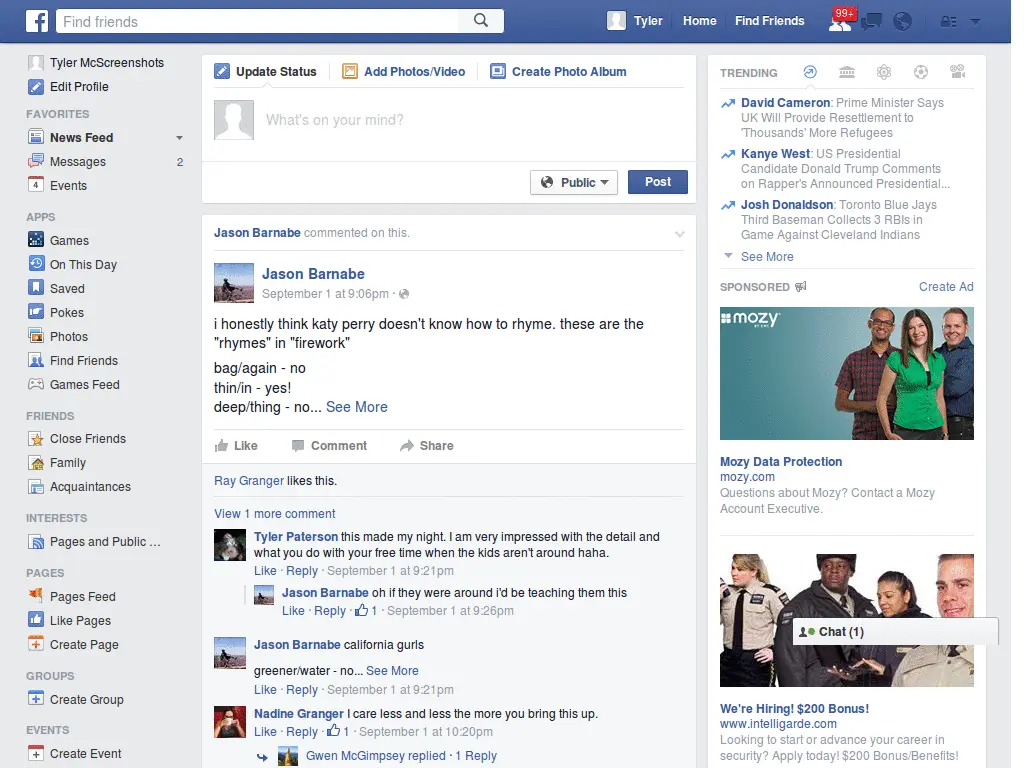 Find friends
Tyler
Home
Find Friends
99+
Tyler McScreenshots
Edit Profile
FAVORITES
News Feed
Messages 2
4 Events
APPS
Games
On This Day
Saved
Pokes
Photos
Find Friends
Games Feed
FRIENDS
Close Friends
Family
Acquaintances
INTERESTS
Pages and Public ...
PAGES
Pages Feed
Like Pages
Create Page
GROUPS
Create Group
EVENTS
Create Event
Update Status
Add Photos/Video
Create Photo Album
What's on your mind?
Public
Post
Jason Barnabe commented on this.
Jason Barnabe
September 1 at 9:06pm ·
i honestly think katy perry doesn't know how to rhyme. these are the
"rhymes" in "firework"
bag/again - no
thin/in - yes!
deep/thing - no... See More
Like
Comment
Share
Ray Granger likes this.
View 1 more comment
Tyler Paterson this made my night. I am very impressed with the detail and
what you do with your free time when the kids aren't around haha.
Like · Reply · September 1 at 9:21pm
Jason Barnabe oh if they were around i'd be teaching them this
Like · Reply · 1 · September 1 at 9:26pm
Jason Barnabe california gurls
greener/water - no... See More
Like · Reply · September 1 at 9:21pm
Nadine Granger I care less and less the more you bring this up.
Like · Reply · 1 · September 1 at 10:20pm
Gwen McGimpsey replied · 1 Reply
TRENDING
David Cameron: Prime Minister Says
UK Will Provide Resettlement to
'Thousands' More Refugees
Kanye West: US Presidential
Candidate Donald Trump Comments
on Rapper's Announced Presidential...
Josh Donaldson: Toronto Blue Jays
Third Baseman Collects 3 RBIs in
Game Against Cleveland Indians
See More
SPONSORED
Create Ad
mozy
BY EMC
Mozy Data Protection
mozy.com
Questions about Mozy? Contact a Mozy
Account Executive.
Chat (1)
We're Hiring! $200 Bonus!
www.intelligarde.com
Looking to start or advance your career in
security? Apply today! $200 Bonus/Benefits!